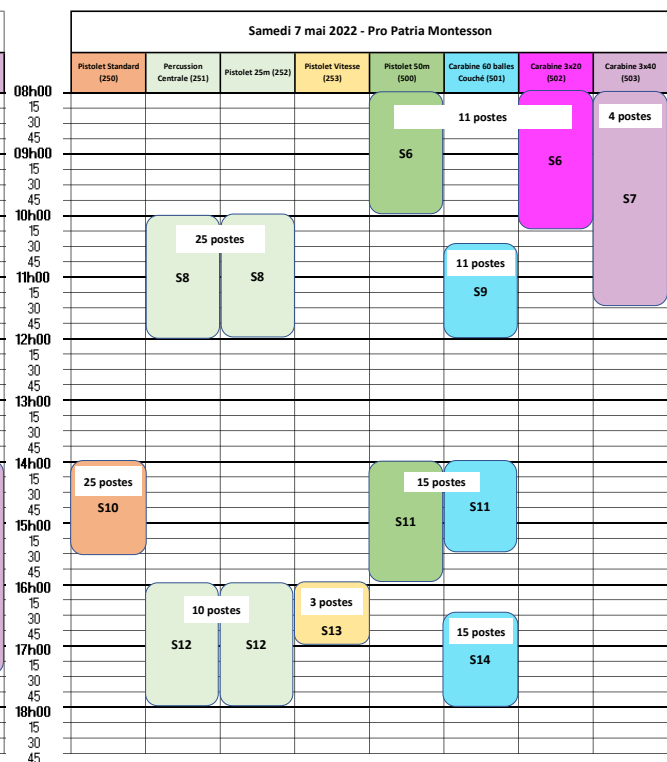 Samedi 7 mai 2022 - Pro Patria Montesson
Pistolet Standard (250)
Percussion Centrale (251)
Pistolet 25m (252)
Pistolet Vitesse (253)
Pistolet 50m (500)
Carabine 60 balles Couché (501)
Carabine 3x20 (502)
Carabine 3x40 (503)
08h00
15
11 postes
4 postes
30
45
09h00
S6
S6
15
30
45
S7
10h00
15
25 postes
30
45
11 postes
11h00
S8
S8
15
S9
30
45
12h00
15
30
45
13h00
15
30
45
14h00
15
25 postes
15 postes
30
45
S10
S11
15h00
S11
15
30
45
16h00
15
3 postes
30
10 postes
45
S13
15 postes
17h00
S12
S12
15
S14
30
45
18h00
15
30
45